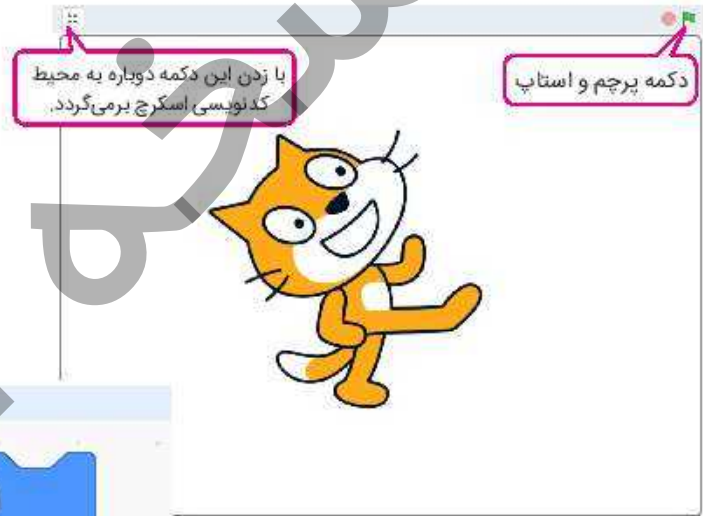 دکمه پرچم و استاپ
با زدن این دکمه دوباره به محیط
کدنویسی اسکرچ برمی‌گردد.